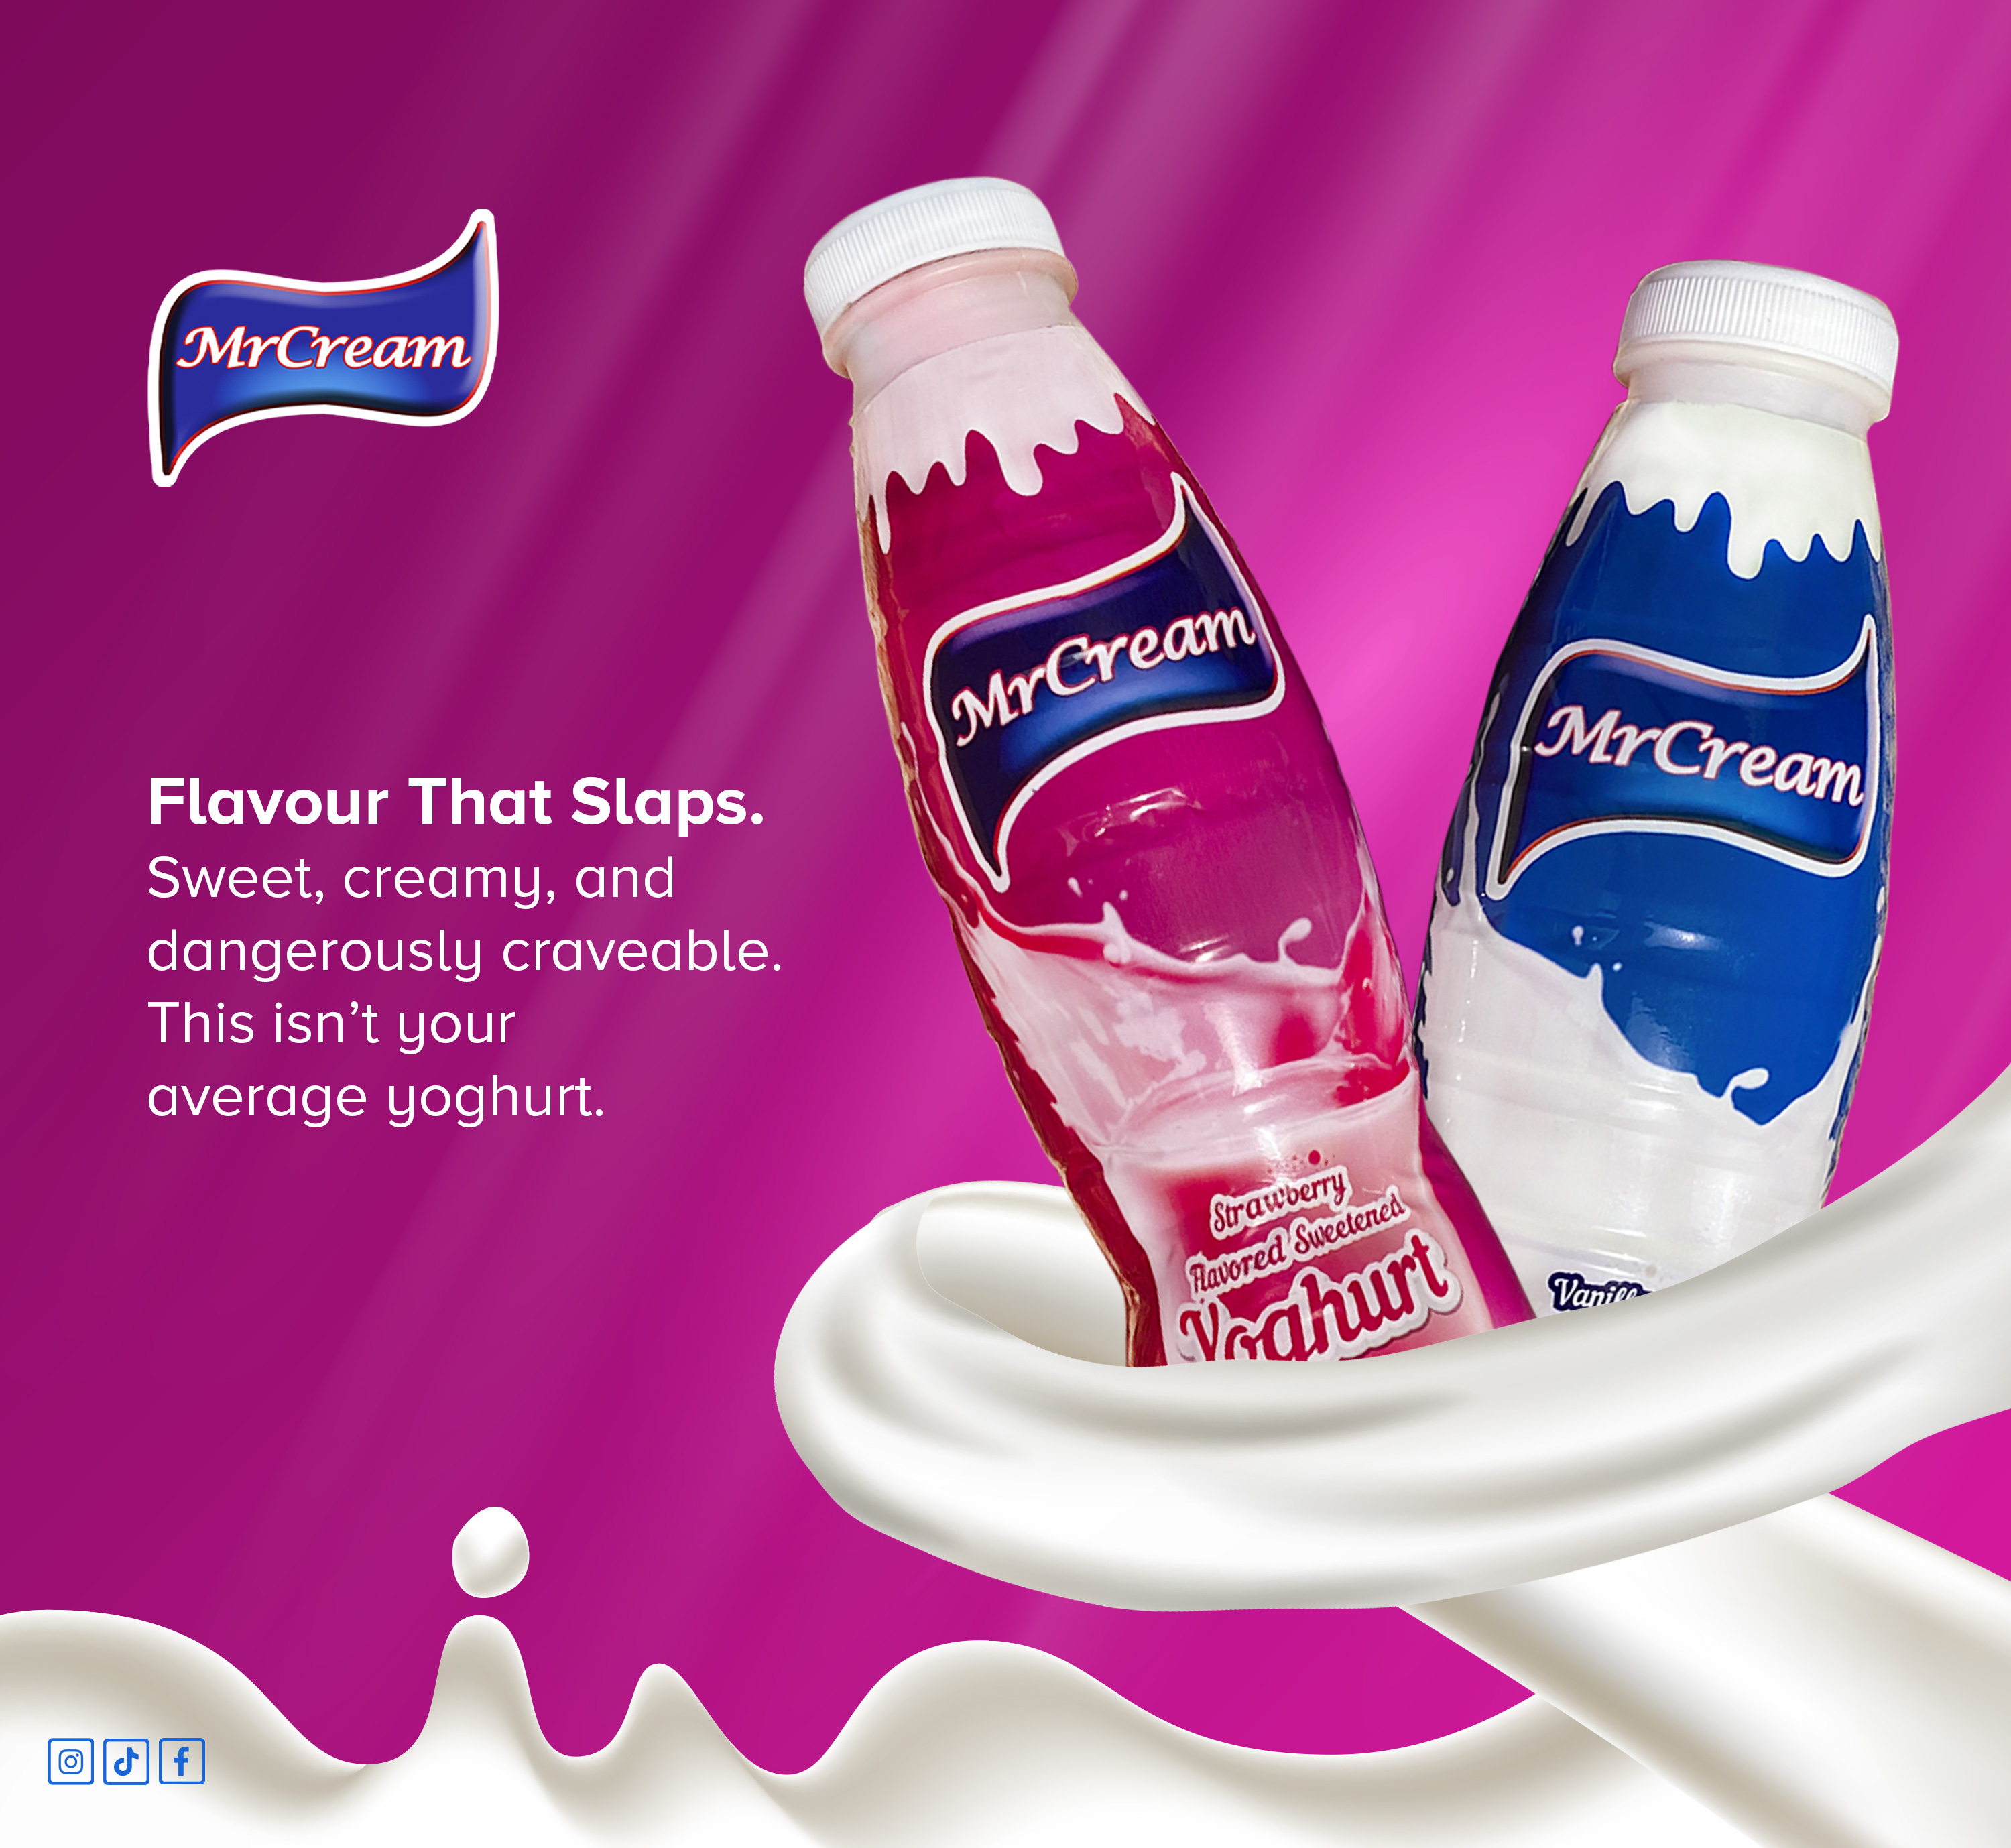 MrCream
Flavour That Slaps.
Sweet, creamy, and
dangerously craveable.
This isn’t your
average yoghurt.
MrCream
Strawberry
Flavored Sweetened
Yoghurt
MrCream